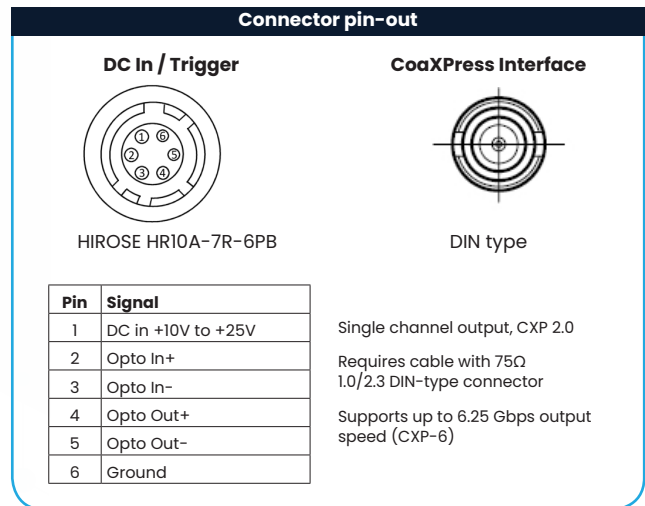 Connector pin-out
DC In / Trigger
1 6
2 5
3 4
HIROSE HR10A-7R-6PB
Pin Signal
1 DC in +10V to +25V
2 Opto In+
3 Opto In-
4 Opto Out+
5 Opto Out-
6 Ground
CoaXPress Interface
DIN type
Single channel output, CXP 2.0
Requires cable with 75Ω
1.0/2.3 DIN-type connector
Supports up to 6.25 Gbps output
speed (CXP-6)